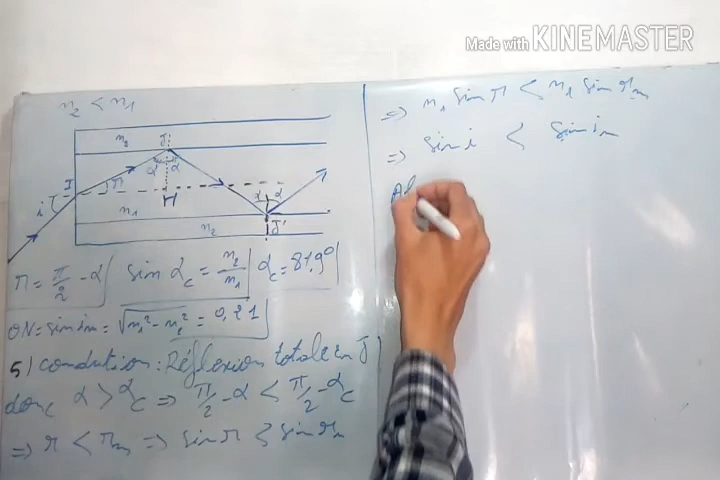 Made with KINEMASTER
n₂ < n₁
n₂
J
α α
I
r
i
H
n₁
α α
n₂
J'
r = π/2 - α | sin α_c = n₂/n₁ | α_c = 81,9° |
ON = sin i_m = √(n₁² - n₂²) = 0,21 |
5) condution : Réflexion totale en J
donc α > α_c ⇒ π/2 - α < π/2 - α_c
⇒ r < r_m ⇒ sin r < sin r_m
⇒ n₁ sin r < n₁ sin r_m
⇒ sin i < sin i_m